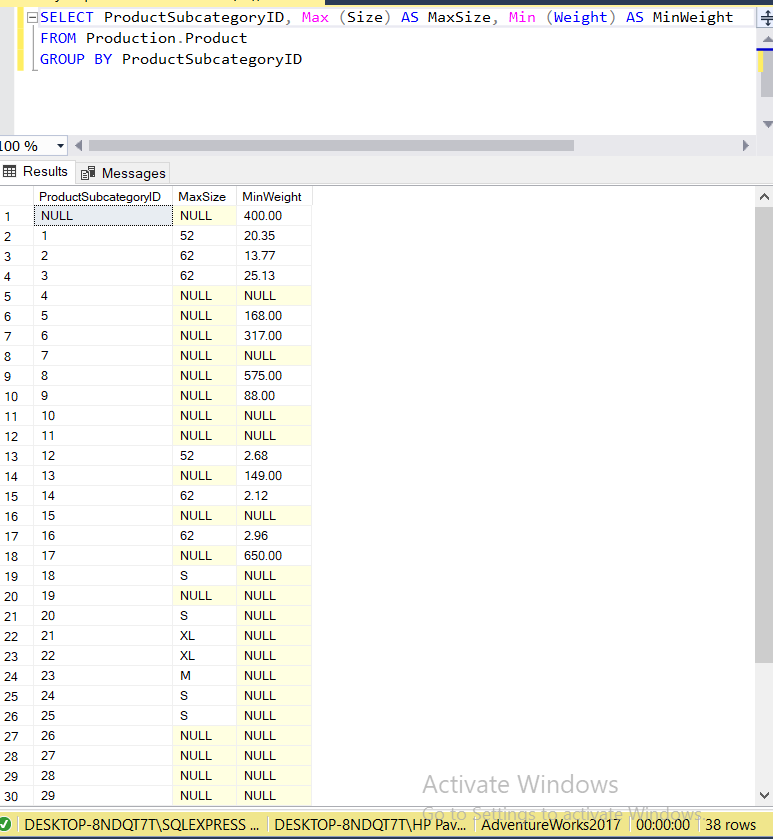 SELECT ProductSubcategoryID, Max (Size) AS MaxSize, Min (Weight) AS MinWeight
FROM Production.Product
GROUP BY ProductSubcategoryID
100 %
Results Messages
ProductSubcategoryID MaxSize MinWeight
1 NULL NULL 400.00
2 1 52 20.35
3 2 62 13.77
4 3 62 25.13
5 4 NULL NULL
6 5 NULL 168.00
7 6 NULL 317.00
8 7 NULL NULL
9 8 NULL 575.00
10 9 NULL 88.00
11 10 NULL NULL
12 11 NULL NULL
13 12 52 2.68
14 13 NULL 149.00
15 14 62 2.12
16 15 NULL NULL
17 16 62 2.96
18 17 NULL 650.00
19 18 S NULL
20 19 NULL NULL
21 20 S NULL
22 21 XL NULL
23 22 XL NULL
24 23 M NULL
25 24 S NULL
26 25 S NULL
27 26 NULL NULL
28 27 NULL NULL
29 28 NULL NULL
30 29 NULL NULL
Activate Windows
Go to Settings to activate Windows.
DESKTOP-8NDQT7T\SQLEXPRESS ... DESKTOP-8NDQT7T\HP Pav... AdventureWorks2017 00:00:00 38 rows